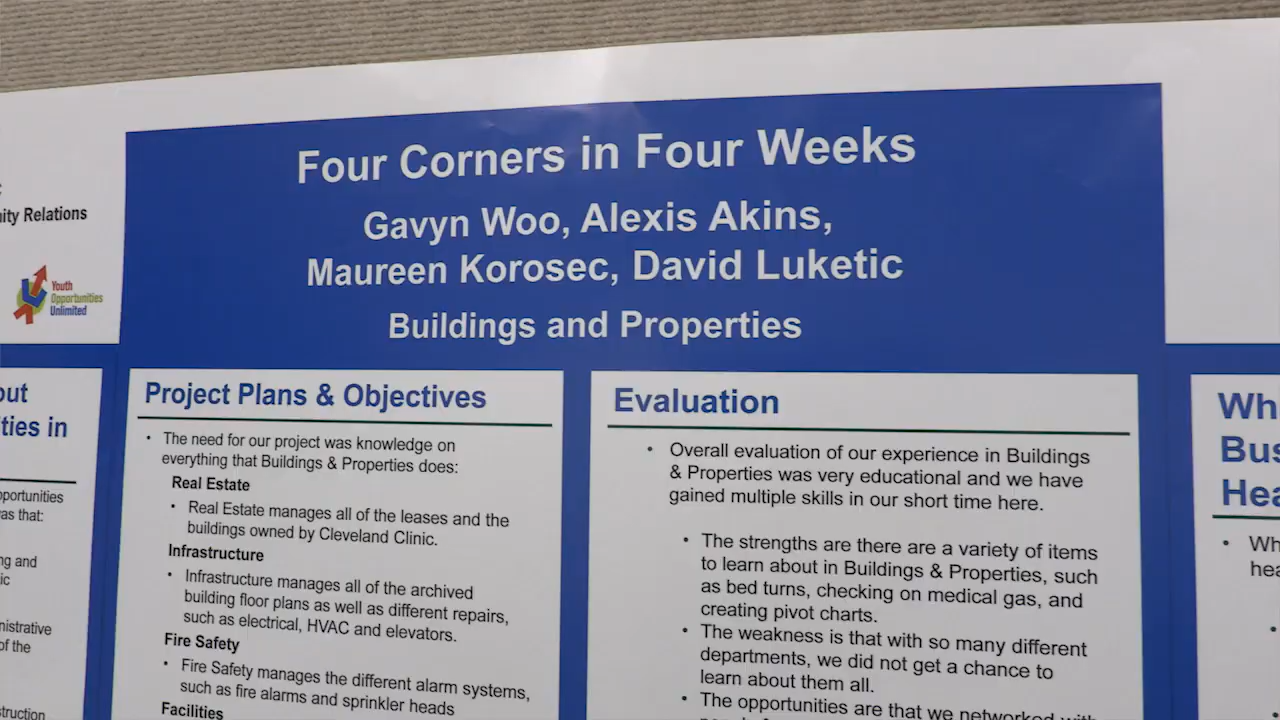 Four Corners in Four Weeks
Gavyn Woo, Alexis Akins,
Maureen Korosec, David Luketic
Buildings and Properties
Relations
Youth
Opportunities
Unlimited
in
opportunities
that:
and
of the
Project Plans & Objectives
• The need for our project was knowledge on
everything that Buildings & Properties does:
Real Estate
• Real Estate manages all of the leases and the
buildings owned by Cleveland Clinic.
Infrastructure
• Infrastructure manages all of the archived
building floor plans as well as different repairs,
such as electrical, HVAC and elevators.
Fire Safety
• Fire Safety manages the different alarm systems,
such as fire alarms and sprinkler heads
Facilities
Evaluation
• Overall evaluation of our experience in Buildings
& Properties was very educational and we have
gained multiple skills in our short time here.
• The strengths are there are a variety of items
to learn about in Buildings & Properties, such
as bed turns, checking on medical gas, and
creating pivot charts.
• The weakness is that with so many different
departments, we did not get a chance to
learn about them all.
• The opportunities are that we networked with
Wh
Bus
Hea
• Wh
hea